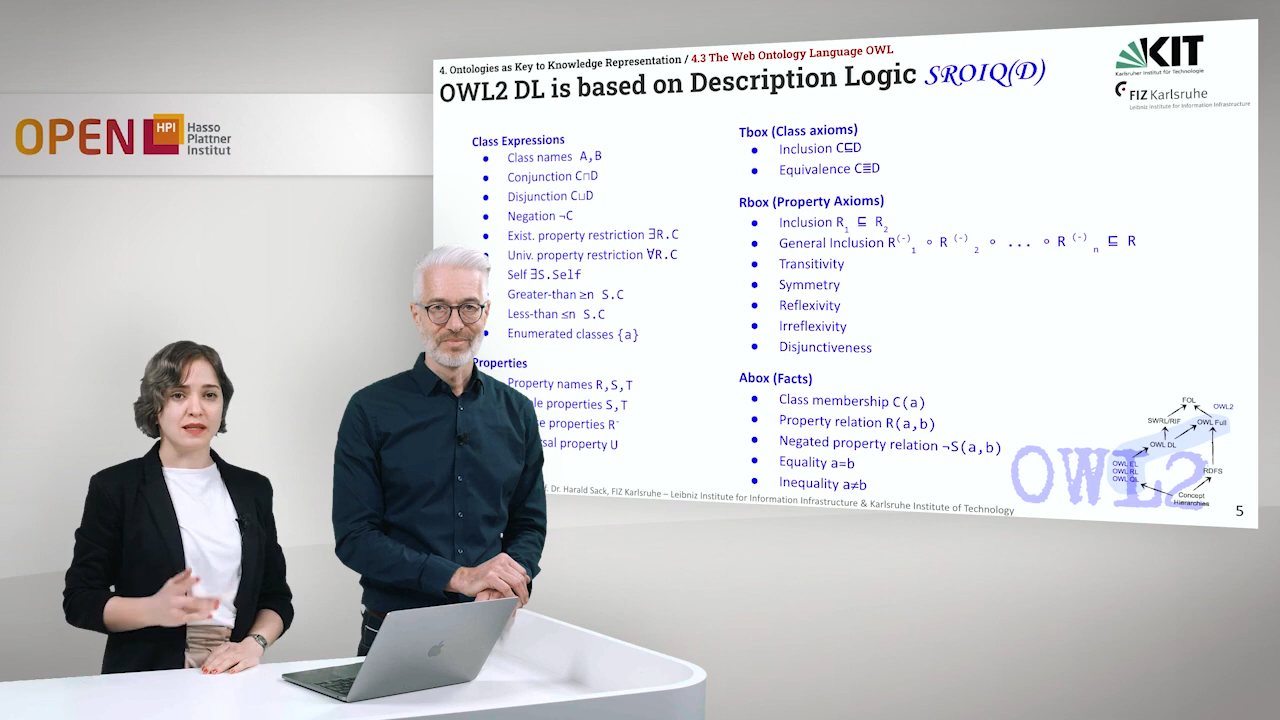 OPEN HPI Hasso Plattner Institut
4. Ontologies as Key to Knowledge Representation / 4.3 The Web Ontology Language OWL
OWL2 DL is based on Description Logic SROIQ(D)
KIT
Karlsruher Institut für Technologie
FIZ Karlsruhe
Leibniz Institute for Information Infrastructure
Class Expressions
● Class names A,B
● Conjunction C⊓D
● Disjunction C⊔D
● Negation ¬C
● Exist. property restriction ∃R.C
● Univ. property restriction ∀R.C
Self ∃S.Self
Greater-than ≥n S.C
Less-than ≤n S.C
● Enumerated classes {a}
Properties
Property names R,S,T
le properties S,T
e properties R⁻
rsal property U
Tbox (Class axioms)
● Inclusion C⊑D
● Equivalence C≡D
Rbox (Property Axioms)
● Inclusion R₁ ⊑ R₂
● General Inclusion R⁽⁻⁾₁ ∘ R⁽⁻⁾₂ ∘ ... ∘ R⁽⁻⁾ₙ ⊑ R
● Transitivity
● Symmetry
● Reflexivity
● Irreflexivity
● Disjunctiveness
Abox (Facts)
● Class membership C(a)
● Property relation R(a,b)
● Negated property relation ¬S(a,b)
● Equality a=b
● Inequality a≠b
FOL
OWL2
SWRL/RIF OWL Full
OWL DL
OWL EL
OWL RL
OWL QL
RDFS
Concept
Hierarchies
OWL2
Dr. Harald Sack, FIZ Karlsruhe – Leibniz Institute for Information Infrastructure & Karlsruhe Institute of Technology
5